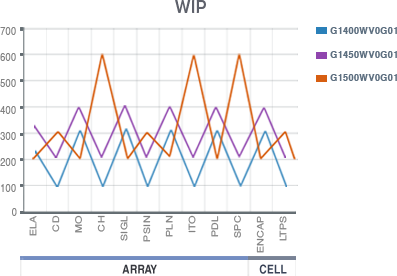 WIP
700
600
500
400
300
200
100
0
ELA
CD
MO
CH
SIGL
PSIN
PLN
ITO
PDL
SPC
ENCAP
LTPS
ARRAY
CELL
G1400WV0G01
G1450WV0G01
G1500WV0G01